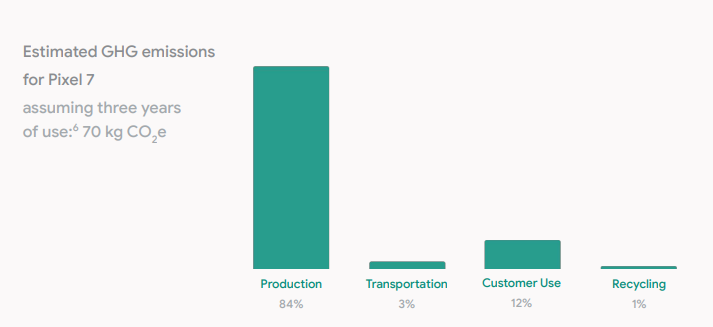 Estimated GHG emissions
for Pixel 7
assuming three years
of use:⁶ 70 kg CO₂e
Production Transportation Customer Use Recycling
84% 3% 12% 1%